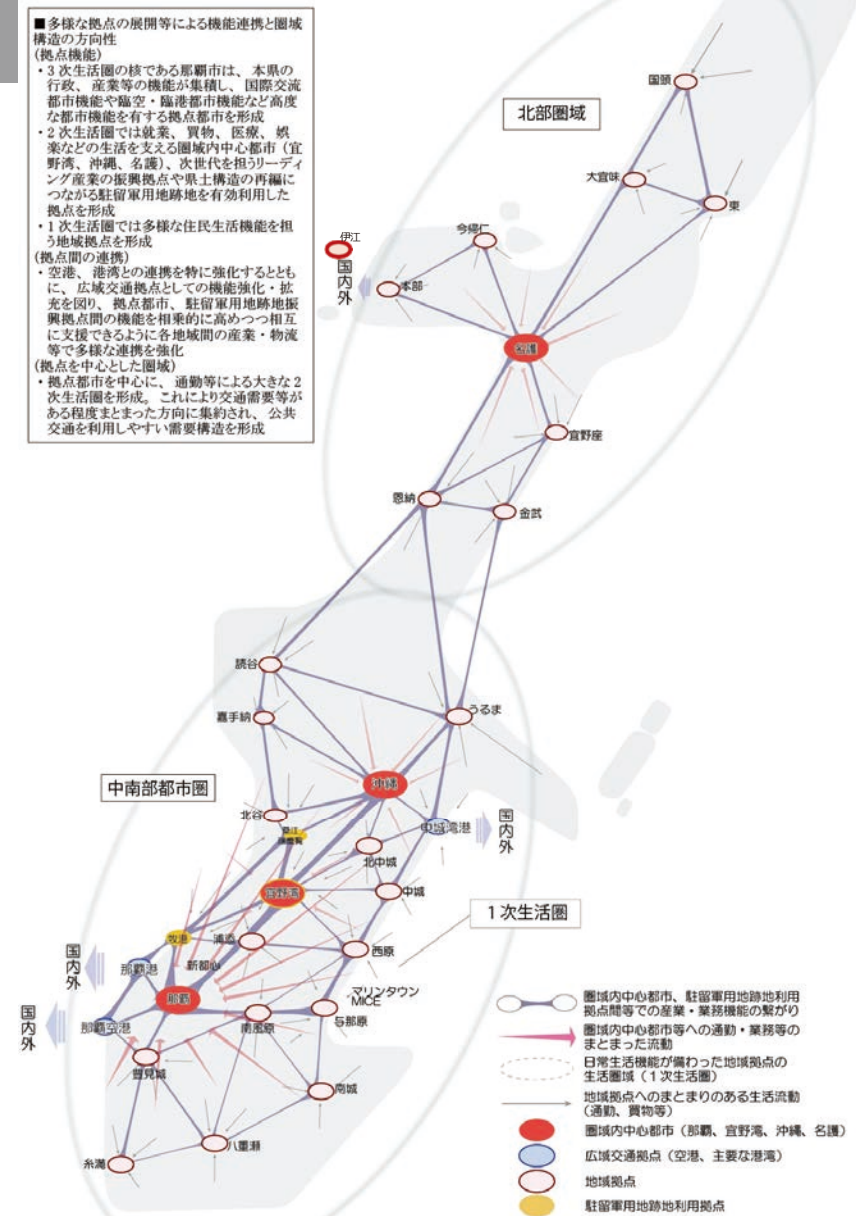 ■多様な拠点の展開等による機能連携と圏域
構造の方向性
(拠点機能)
・3次生活圏の核である那覇市は、本県の
行政、産業等の機能が集積し、国際交流
都市機能や臨空・臨港都市機能など高度
な都市機能を有する拠点都市を形成
・2次生活圏では就業、買物、医療、娯
楽などの生活を支える圏域内中心都市（宜
野湾、沖縄、名護）、次世代を担うリーディ
ング産業の振興拠点や県土構造の再編に
つながる駐留軍用地跡地を有効利用した
拠点を形成
・1次生活圏では多様な住民生活機能を担
う地域拠点を形成
(拠点間の連携)
・空港、港湾との連携を特に強化するととも
に、広域交通拠点としての機能強化・拡
充を図り、拠点都市、駐留軍用地跡地振
興拠点間の機能を相乗的に高めつつ相互
に支援できるように各地域間の産業・物流
等で多様な連携を強化
(拠点を中心とした圏域)
・拠点都市を中心に、通勤等による大きな2
次生活圏を形成。これにより交通需要等が
ある程度まとまった方向に集約され、公共
交通を利用しやすい需要構造を形成
国頭
北部圏域
大宜味
東
今帰仁
伊江
国内外
本部
名護
宜野座
恩納
金武
読谷
うるま
嘉手納
中南部都市圏
沖縄
北谷
中城湾港
国内外
北中城
宜野湾
中城
1次生活圏
牧港
浦添
西原
国内外
那覇港
新都心
マリンタウン
MICE
那覇
与那原
国内外
那覇空港
南風原
豊見城
南城
八重瀬
糸満
圏域内中心都市、駐留軍用地跡地利用
拠点間等での産業・業務機能の繋がり
圏域内中心都市等への通勤・業務等の
まとまった流動
日常生活機能が備わった地域拠点の
生活圏域（1次生活圏）
地域拠点へのまとまりのある生活流動
（通勤、買物等）
圏域内中心都市（那覇、宜野湾、沖縄、名護）
広域交通拠点（空港、主要な港湾）
地域拠点
駐留軍用地跡地利用拠点